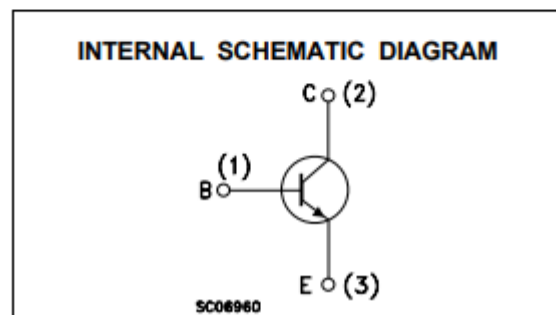 INTERNAL SCHEMATIC DIAGRAM
C (2)
(1)
B
E (3)
SC06960